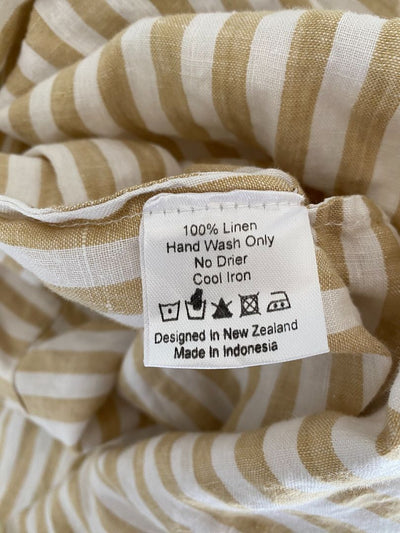 100% Linen
Hand Wash Only
No Drier
Cool Iron
Designed in New Zealand
Made in Indonesia